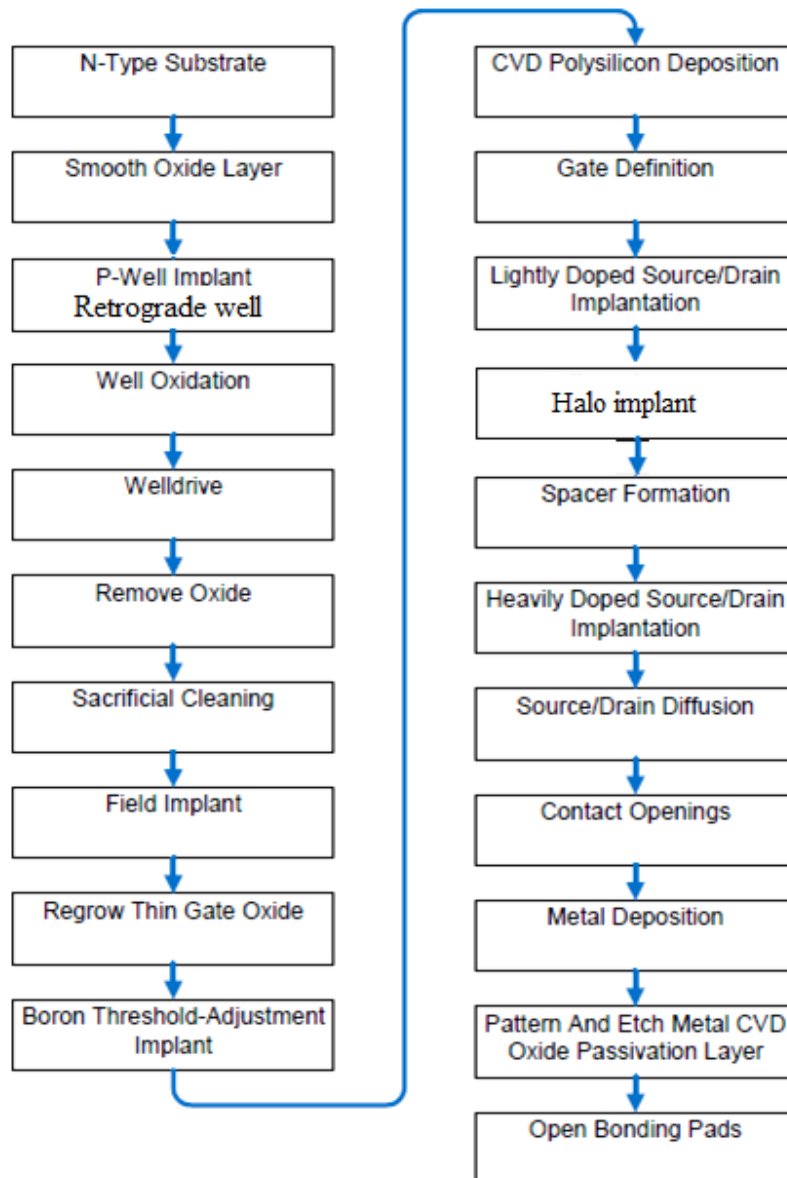 N-Type Substrate
Smooth Oxide Layer
P-Well Implant
Retrograde well
Well Oxidation
Welldrive
Remove Oxide
Sacrificial Cleaning
Field Implant
Regrow Thin Gate Oxide
Boron Threshold-Adjustment
Implant
CVD Polysilicon Deposition
Gate Definition
Lightly Doped Source/Drain
Implantation
Halo implant
Spacer Formation
Heavily Doped Source/Drain
Implantation
Source/Drain Diffusion
Contact Openings
Metal Deposition
Pattern And Etch Metal CVD
Oxide Passivation Layer
Open Bonding Pads